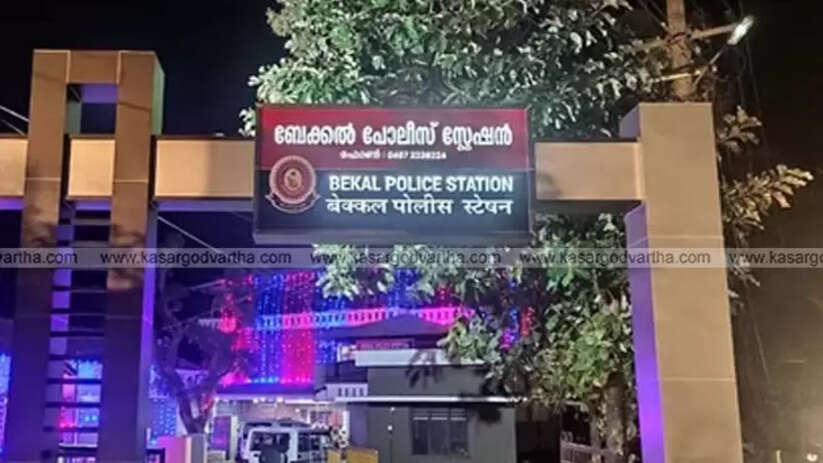 ബേക്കൽ പോലീസ് സ്റ്റേഷൻ
BEKAL POLICE STATION
बेक्कल पोलीस स्टेषन
www.kasargodvartha.com www.kasargodvartha.com www.kasargodvartha.com www.kasargodvartha.com